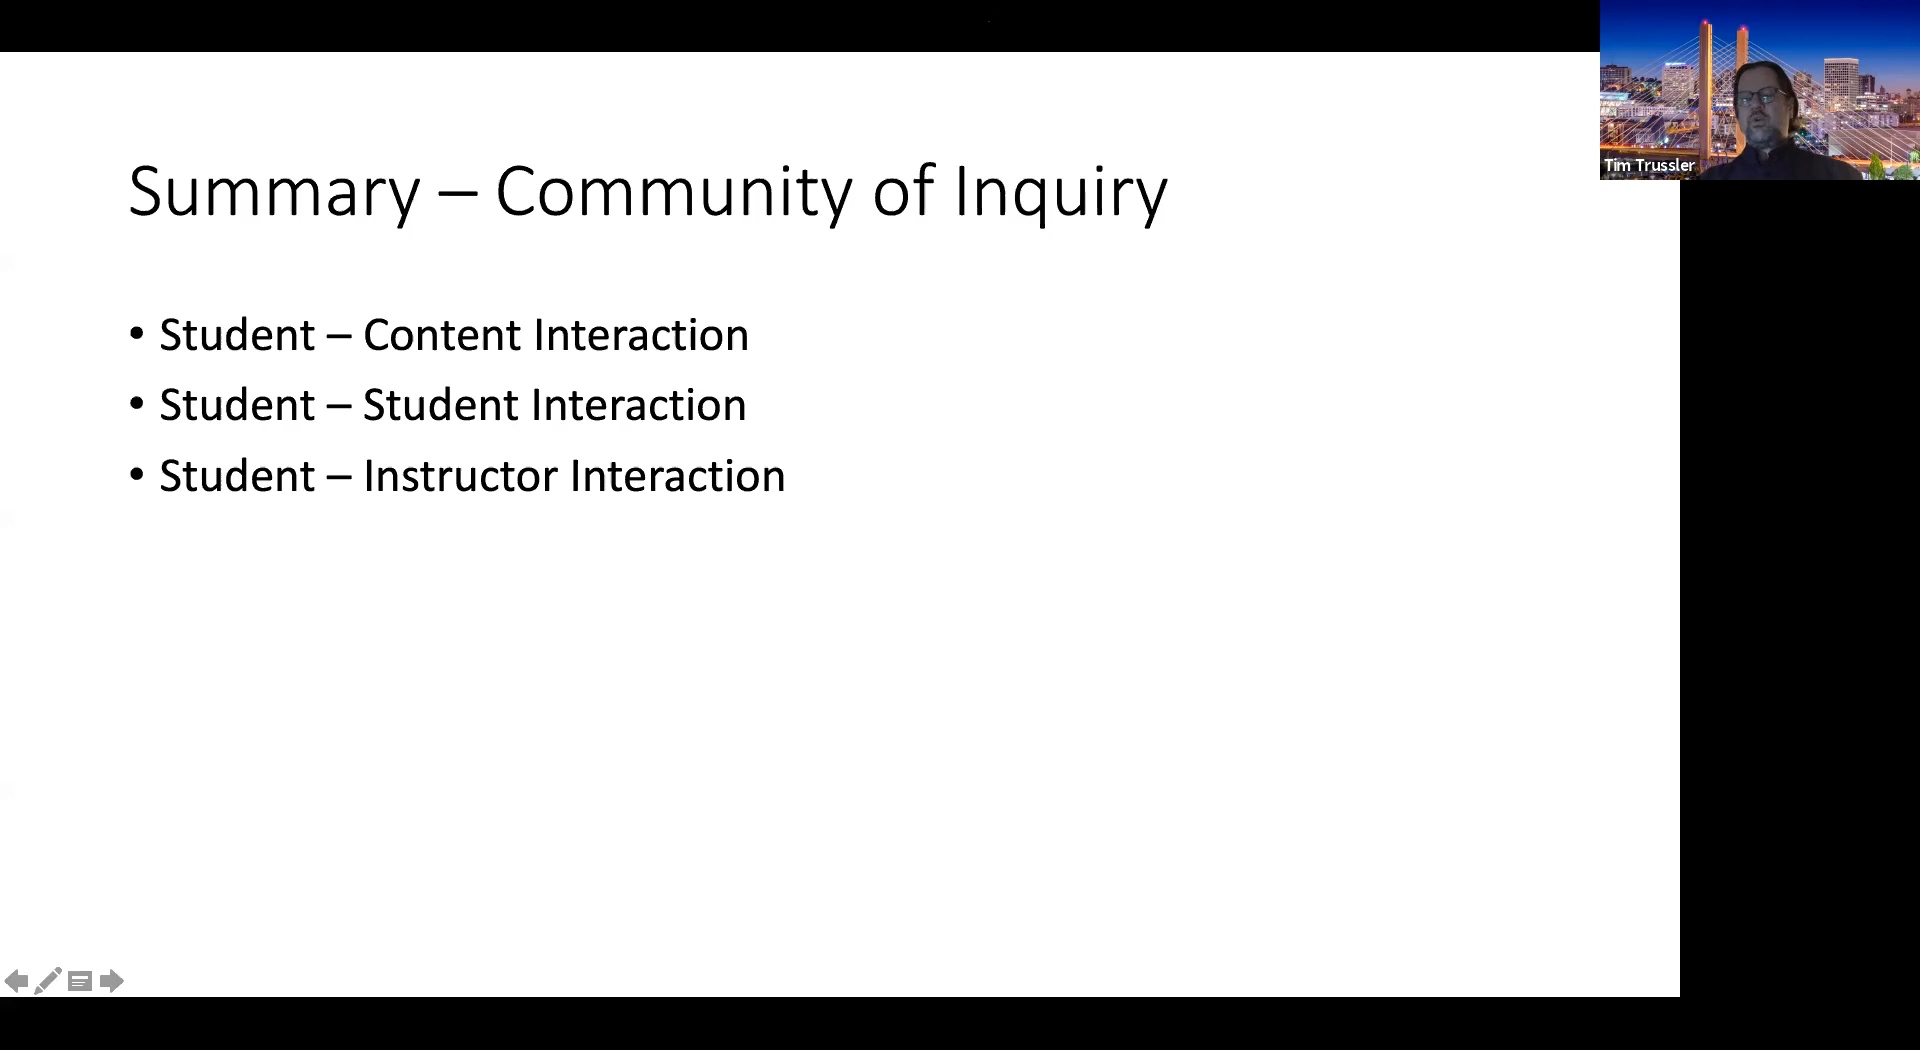 Summary – Community of Inquiry
• Student – Content Interaction
• Student – Student Interaction
• Student – Instructor Interaction
Tim Trussler